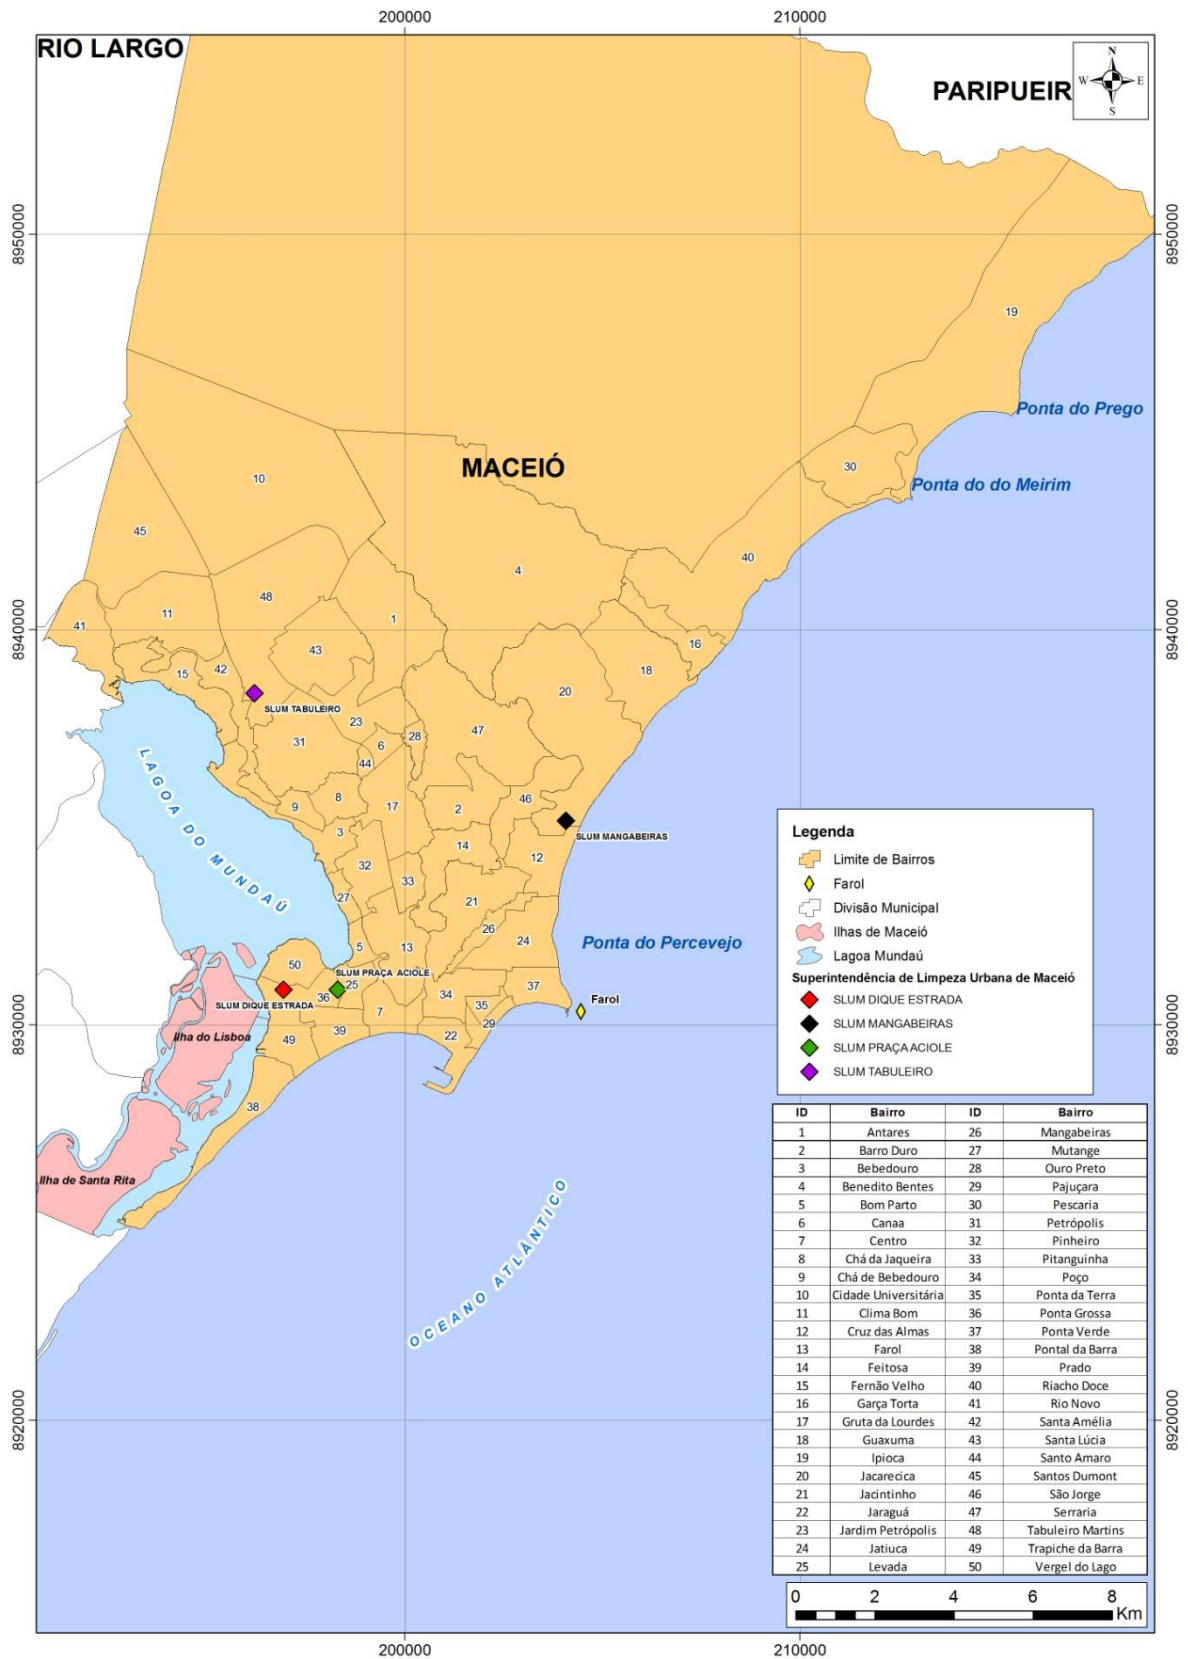 200000 210000
RIO LARGO
PARIPUEIR
N
W E
S
8950000 8950000
19
Ponta do Prego
MACEIÓ
30
10
Ponta do do Meirim
45
40
4
48
11
1
41
8940000 8940000
43
16
15
42
18
20
SLUM TABULEIRO
23
47
28
31
6
44
LAGOA DO MUNDAÚ
8
46
9
17
2
SLUM MANGABEIRAS
3
14
12
32
33
27
21
26
24
Ponta do Percevejo
5
13
50
SLUM PRAÇA ACIOLE
25
37
36
34
SLUM DIQUE ESTRADA
35
Farol
7
29
8930000 8930000
39
22
49
Ilha do Lisboa
38
Ilha de Santa Rita
OCEANO ATLÂNTICO
8920000 8920000
Legenda
Limite de Bairros
Farol
Divisão Municipal
Ilhas de Maceió
Lagoa Mundaú
Superintendência de Limpeza Urbana de Maceió
SLUM DIQUE ESTRADA
SLUM MANGABEIRAS
SLUM PRAÇA ACIOLE
SLUM TABULEIRO
ID Bairro ID Bairro
1 Antares 26 Mangabeiras
2 Barro Duro 27 Mutange
3 Bebedouro 28 Ouro Preto
4 Benedito Bentes 29 Pajuçara
5 Bom Parto 30 Pescaria
6 Canaa 31 Petrópolis
7 Centro 32 Pinheiro
8 Chá da Jaqueira 33 Pitanguinha
9 Chá de Bebedouro 34 Poço
10 Cidade Universitária 35 Ponta da Terra
11 Clima Bom 36 Ponta Grossa
12 Cruz das Almas 37 Ponta Verde
13 Farol 38 Pontal da Barra
14 Feitosa 39 Prado
15 Fernão Velho 40 Riacho Doce
16 Garça Torta 41 Rio Novo
17 Gruta da Lourdes 42 Santa Amélia
18 Guaxuma 43 Santa Lúcia
19 Ipioca 44 Santo Amaro
20 Jacarecica 45 Santos Dumont
21 Jacintinho 46 São Jorge
22 Jaraguá 47 Serraria
23 Jardim Petrópolis 48 Tabuleiro Martins
24 Jatiuca 49 Trapiche da Barra
25 Levada 50 Vergel do Lago
0 2 4 6 8
Km
200000 210000